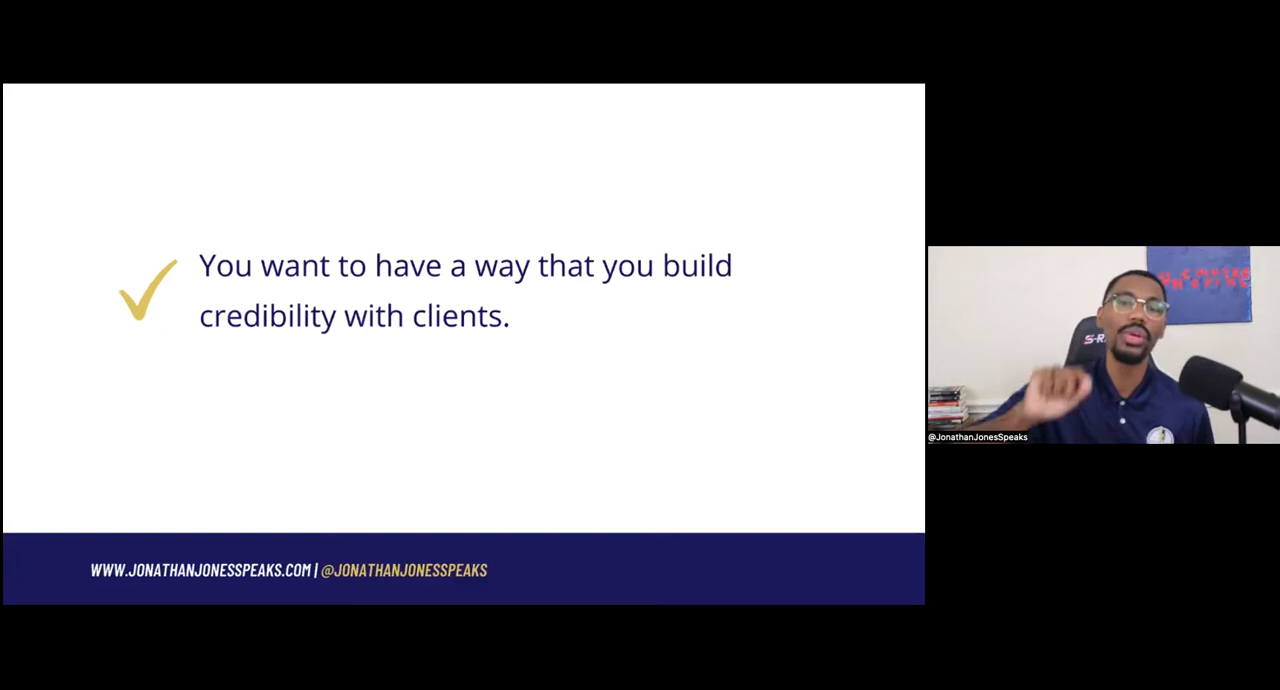 You want to have a way that you build
credibility with clients.
WWW.JONATHANJONESSPEAKS.COM | @JONATHANJONESSPEAKS
S-R
@JonathanJonesSpeaks